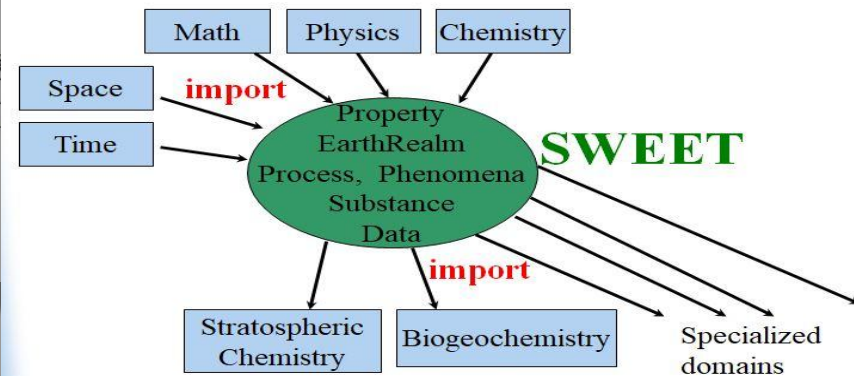 Math
Physics
Chemistry
Space
import
Time
Property
EarthRealm
Process, Phenomena
Substance
Data
SWEET
import
Stratospheric
Chemistry
Biogeochemistry
Specialized
domains